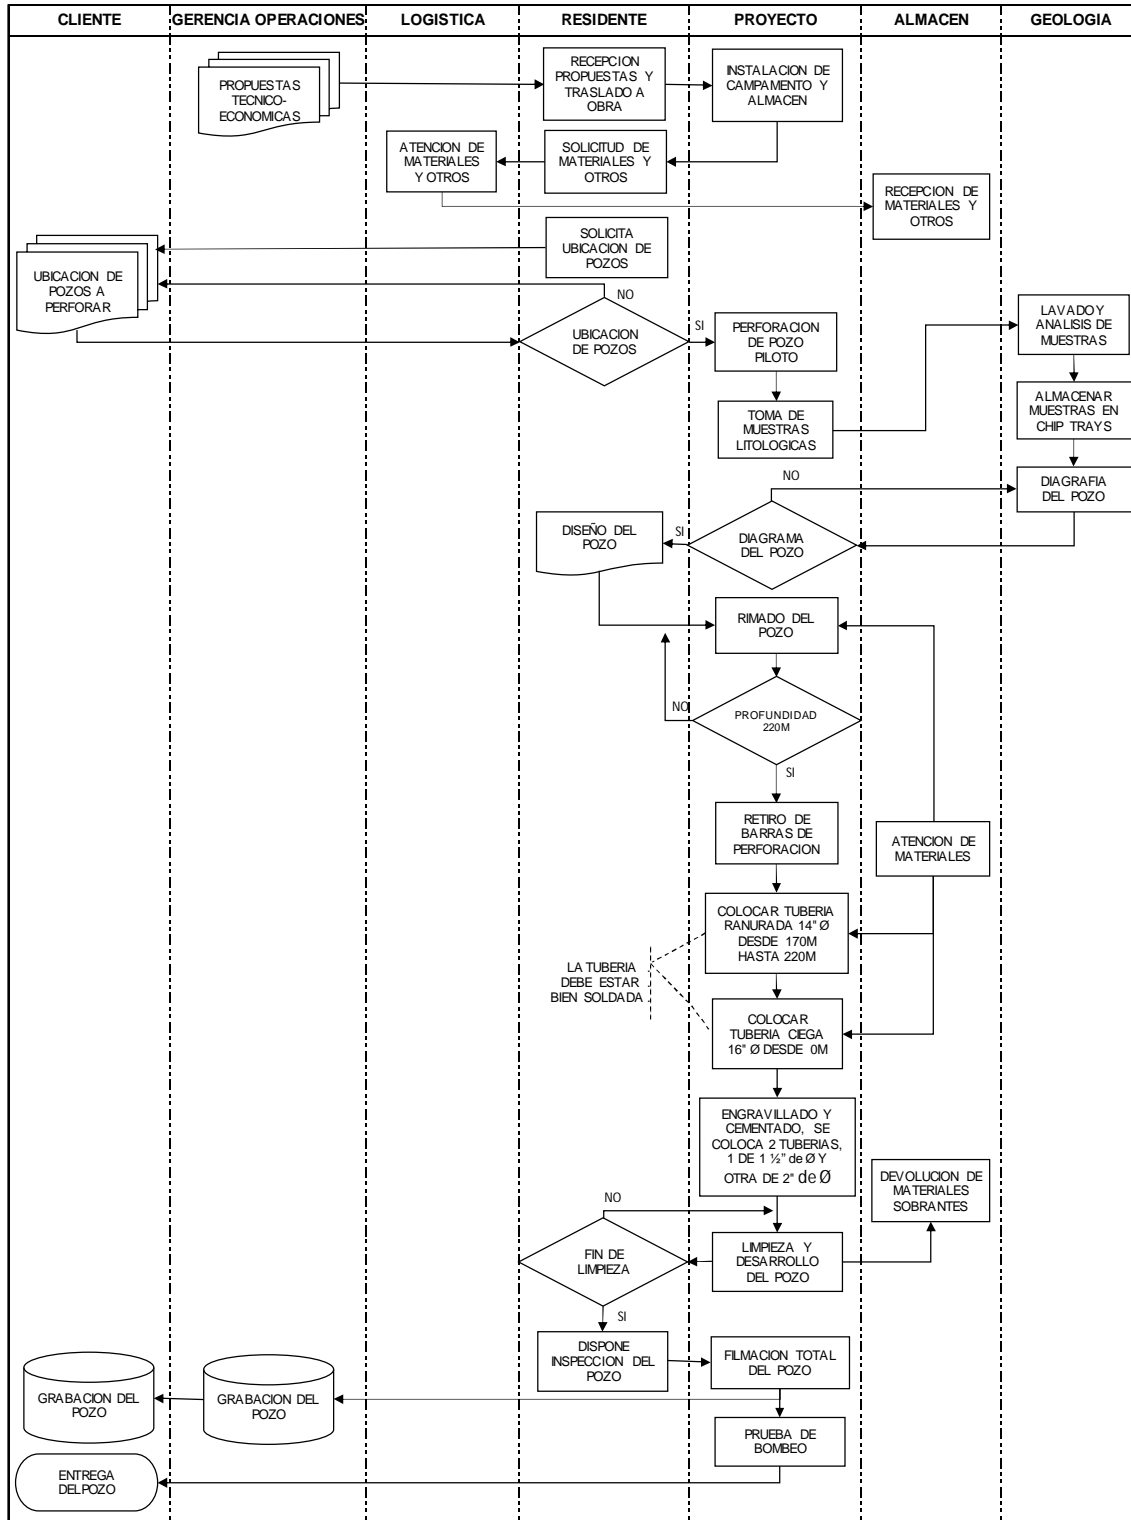 CLIENTE GERENCIA OPERACIONES LOGISTICA RESIDENTE PROYECTO ALMACEN GEOLOGIA
PROPUESTAS
TECNICO-
ECONOMICAS
RECEPCION
PROPUESTAS Y
TRASLADO A
OBRA
INSTALACION DE
CAMPAMENTO Y
ALMACEN
ATENCION DE
MATERIALES
Y OTROS
SOLICITUD DE
MATERIALES Y
OTROS
RECEPCION DE
MATERIALES Y
OTROS
SOLICITA
UBICACION DE
POZOS
UBICACION DE
POZOS A
PERFORAR
NO
UBICACION
DE POZOS
SI
PERFORACION
DE POZO
PILOTO
LAVADO Y
ANALISIS DE
MUESTRAS
TOMA DE
MUESTRAS
LITOLOGICAS
ALMACENAR
MUESTRAS EN
CHIP TRAYS
NO
DIAGRAFIA
DEL POZO
DISEÑO DEL
POZO
SI
DIAGRAMA
DEL POZO
RIMADO DEL
POZO
NO
PROFUNDIDAD
220M
SI
RETIRO DE
BARRAS DE
PERFORACION
ATENCION DE
MATERIALES
COLOCAR TUBERIA
RANURADA 14" Ø
DESDE 170M
HASTA 220M
LA TUBERIA
DEBE ESTAR
BIEN SOLDADA
COLOCAR
TUBERIA CIEGA
16" Ø DESDE 0M
ENGRAVILLADO Y
CEMENTADO, SE
COLOCA 2 TUBERIAS,
1 DE 1 ½” de Ø Y
OTRA DE 2" de Ø
DEVOLUCION DE
MATERIALES
SOBRANTES
NO
FIN DE
LIMPIEZA
LIMPIEZA Y
DESARROLLO
DEL POZO
SI
DISPONE
INSPECCION DEL
POZO
FILMACION TOTAL
DEL POZO
GRABACION DEL
POZO
GRABACION DEL
POZO
PRUEBA DE
BOMBEO
ENTREGA
DEL POZO